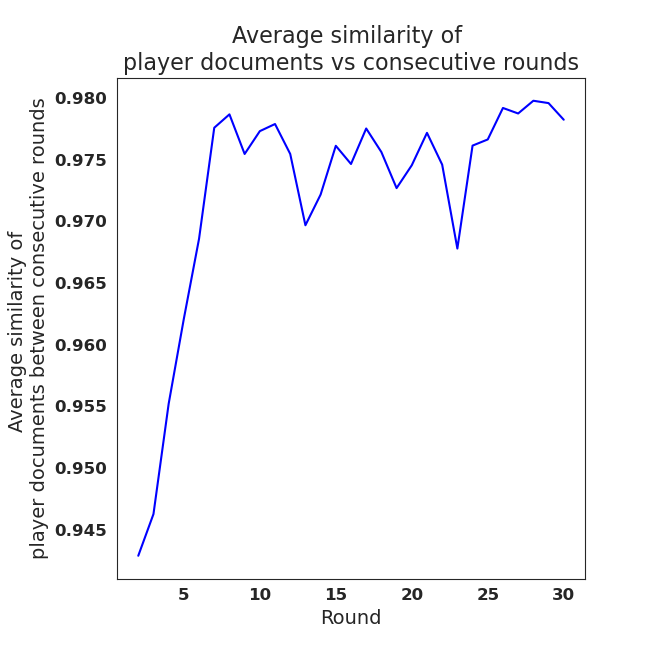 Average similarity of
player documents vs consecutive rounds
Average similarity of
player documents between consecutive rounds
0.980
0.975
0.970
0.965
0.960
0.955
0.950
0.945
5 10 15 20 25 30
Round